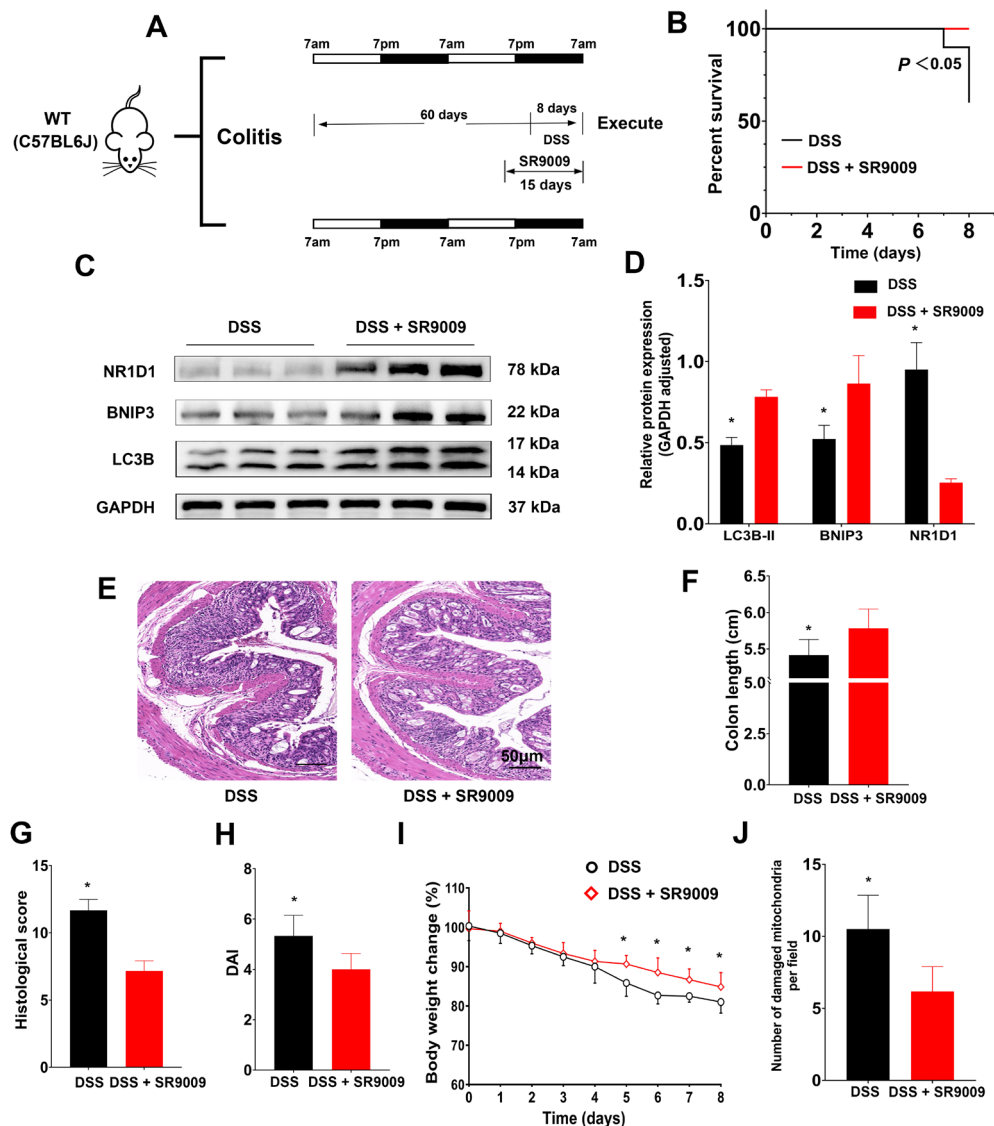 A
7am 7pm 7am 7pm 7am
WT
(C57BL6J)
Colitis
60 days
8 days
DSS
Execute
SR9009
15 days
7am 7pm 7am 7pm 7am
B
Percent survival
100
50
0
P＜0.05
DSS
DSS + SR9009
0 2 4 6 8
Time (days)
C
DSS DSS + SR9009
NR1D1 78 kDa
BNIP3 22 kDa
LC3B
17 kDa
14 kDa
GAPDH 37 kDa
D
Relative protein expression
(GAPDH adjusted)
1.5
1.0
0.5
0.0
DSS
DSS + SR9009
* * *
LC3B-II BNIP3 NR1D1
E
50μm
DSS DSS + SR9009
F
Colon length (cm)
6.5
6.0
5.5
5.0
2.5
0.0
*
DSS DSS + SR9009
G
Histological score
15
10
5
0
*
DSS DSS + SR9009
H
DAI
8
6
4
2
0
*
DSS DSS + SR9009
I
Body weight change (%)
110
100
90
80
70
60
DSS
DSS + SR9009
* * * *
0 1 2 3 4 5 6 7 8
Time (days)
J
Number of damaged mitochondria
per field
15
10
5
0
*
DSS DSS + SR9009